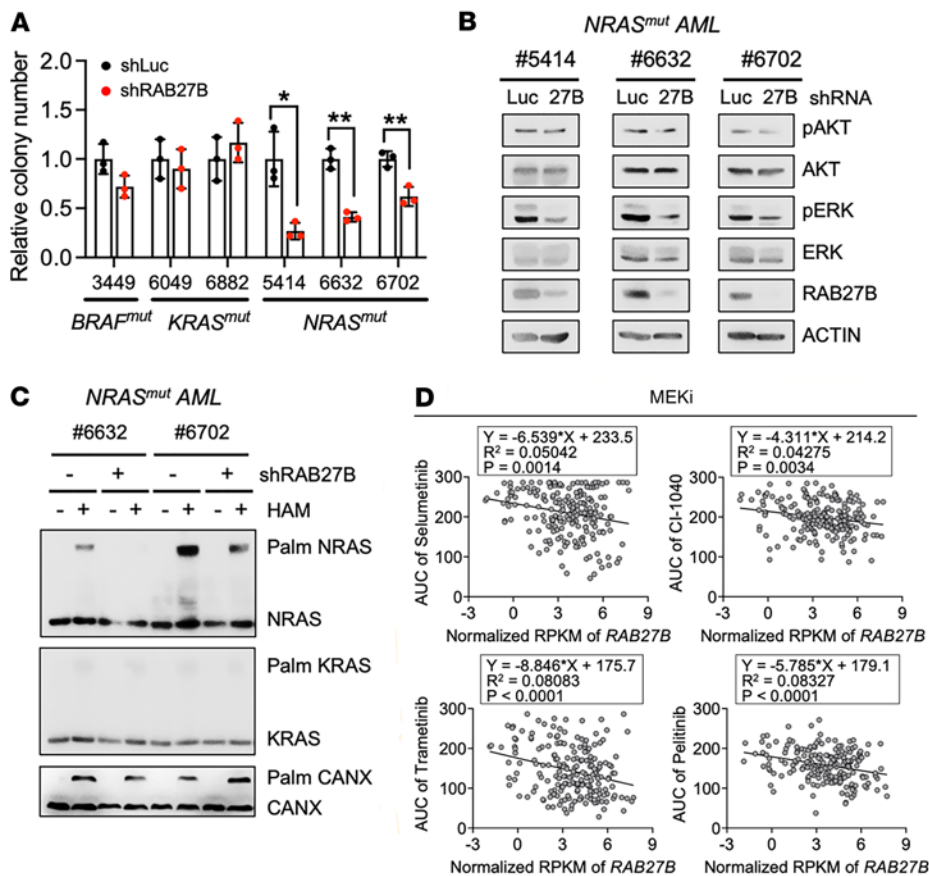 A
Relative colony number
2.0
1.5
1.0
0.5
0.0
shLuc
shRAB27B
*
**
**
3449 6049 6882 5414 6632 6702
BRAFmut KRASmut NRASmut
B
NRASmut AML
#5414 #6632 #6702
Luc 27B Luc 27B Luc 27B shRNA
pAKT
AKT
pERK
ERK
RAB27B
ACTIN
C
NRASmut AML
#6632 #6702
- + - + shRAB27B
- + - + - + - + HAM
Palm NRAS
NRAS
Palm KRAS
KRAS
Palm CANX
CANX
D
MEKi
Y = -6.539*X + 233.5
R2 = 0.05042
P = 0.0014
AUC of Selumetinib
300
200
100
0
-3 0 3 6 9
Normalized RPKM of RAB27B
Y = -4.311*X + 214.2
R2 = 0.04275
P = 0.0034
AUC of CI-1040
300
200
100
0
-3 0 3 6 9
Normalized RPKM of RAB27B
Y = -8.846*X + 175.7
R2 = 0.08083
P < 0.0001
AUC of Trametinib
300
200
100
0
-3 0 3 6 9
Normalized RPKM of RAB27B
Y = -5.785*X + 179.1
R2 = 0.08327
P < 0.0001
AUC of Pelitinib
300
200
100
0
-3 0 3 6 9
Normalized RPKM of RAB27B